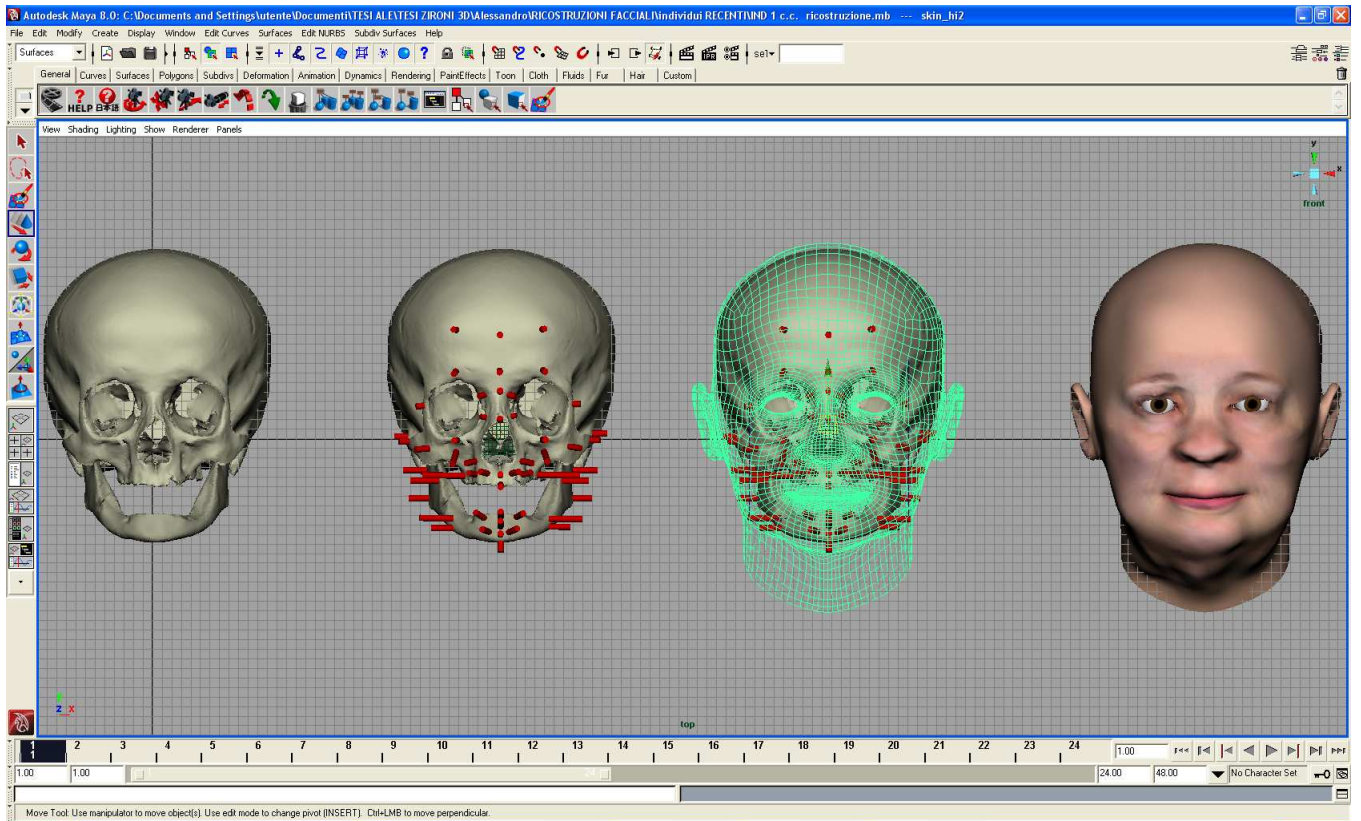 Autodesk Maya 8.0: C:\Documents and Settings\utente\Documenti\TESI ALE\TESI ZIRONI 3D\Alessandro\RICOSTRUZIONI FACCIALI\individui RECENTI\IND 1 c.c. ricostruzione.mb --- skin_hi2
File Edit Modify Create Display Window Edit Curves Surfaces Edit NURBS Subdiv Surfaces Help
Surfaces sel
General Curves Surfaces Polygons Subdivs Deformation Animation Dynamics Rendering PaintEffects Toon Cloth Fluids Fur Hair Custom
HELP 日本語
View Shading Lighting Show Renderer Panels
y
x
front
z x
top
1 2 3 4 5 6 7 8 9 10 11 12 13 14 15 16 17 18 19 20 21 22 23 24 1.00
1
1.00 1.00 1 24 24.00 48.00 No Character Set
Move Tool: Use manipulator to move object(s). Use edit mode to change pivot (INSERT). Ctrl+LMB to move perpendicular.